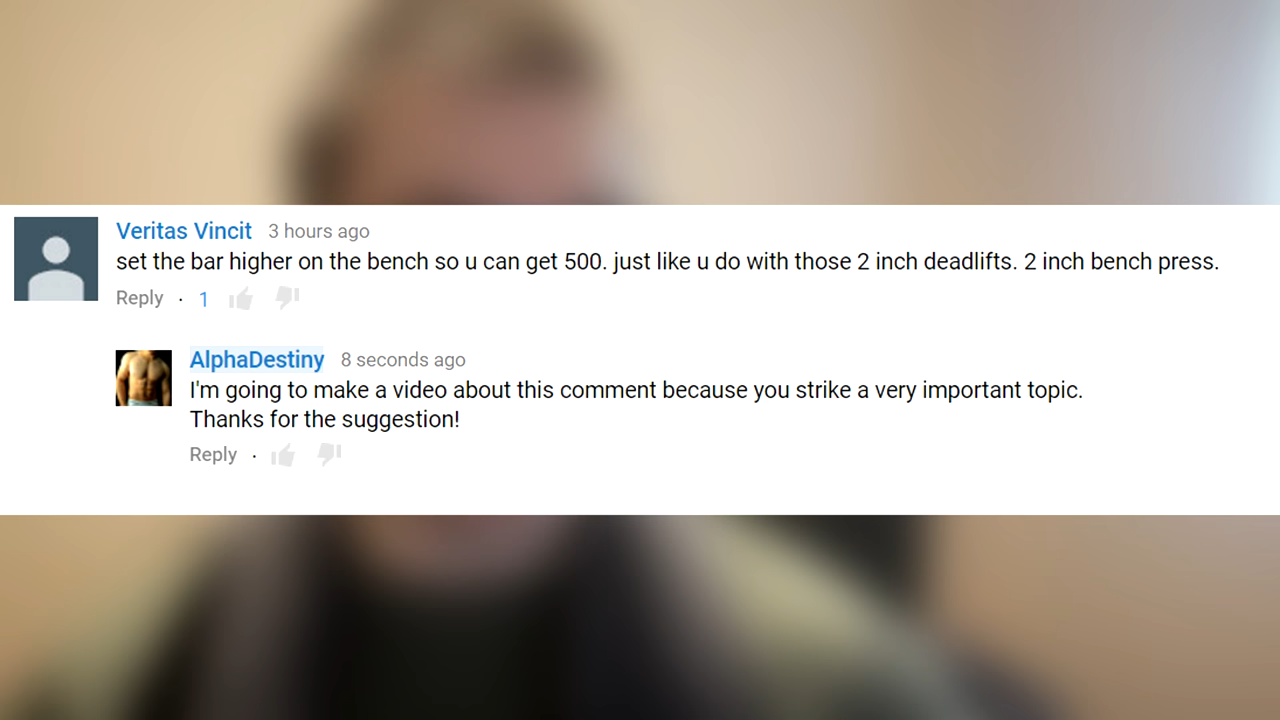 Veritas Vincit 3 hours ago
set the bar higher on the bench so u can get 500. just like u do with those 2 inch deadlifts. 2 inch bench press.
Reply · 1
AlphaDestiny 8 seconds ago
I'm going to make a video about this comment because you strike a very important topic.
Thanks for the suggestion!
Reply ·